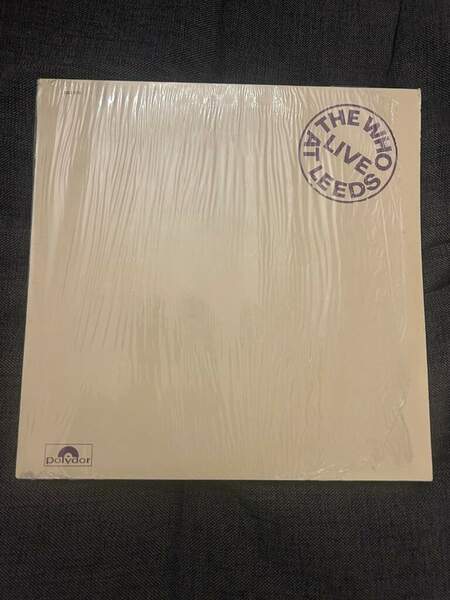 THE WHO
LIVE
AT LEEDS
polydor